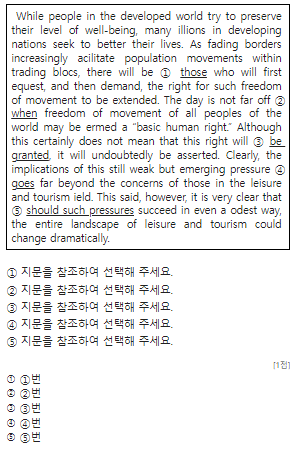 While people in the developed world try to preserve
their level of well-being, many illions in developing
nations seek to better their lives. As fading borders
increasingly acilitate population movements within
trading blocs, there will be ① those who will first
equest, and then demand, the right for such freedom
of movement to be extended. The day is not far off ②
when freedom of movement of all peoples of the
world may be ermed a “basic human right.” Although
this certainly does not mean that this right will ③ be
granted, it will undoubtedly be asserted. Clearly, the
implications of this still weak but emerging pressure ④
goes far beyond the concerns of those in the leisure
and tourism ield. This said, however, it is very clear that
⑤ should such pressures succeed in even a odest way,
the entire landscape of leisure and tourism could
change dramatically.
① 지문을 참조하여 선택해 주세요.
② 지문을 참조하여 선택해 주세요.
③ 지문을 참조하여 선택해 주세요.
④ 지문을 참조하여 선택해 주세요.
⑤ 지문을 참조하여 선택해 주세요.
[1점]
① ①번
② ②번
③ ③번
④ ④번
⑤ ⑤번